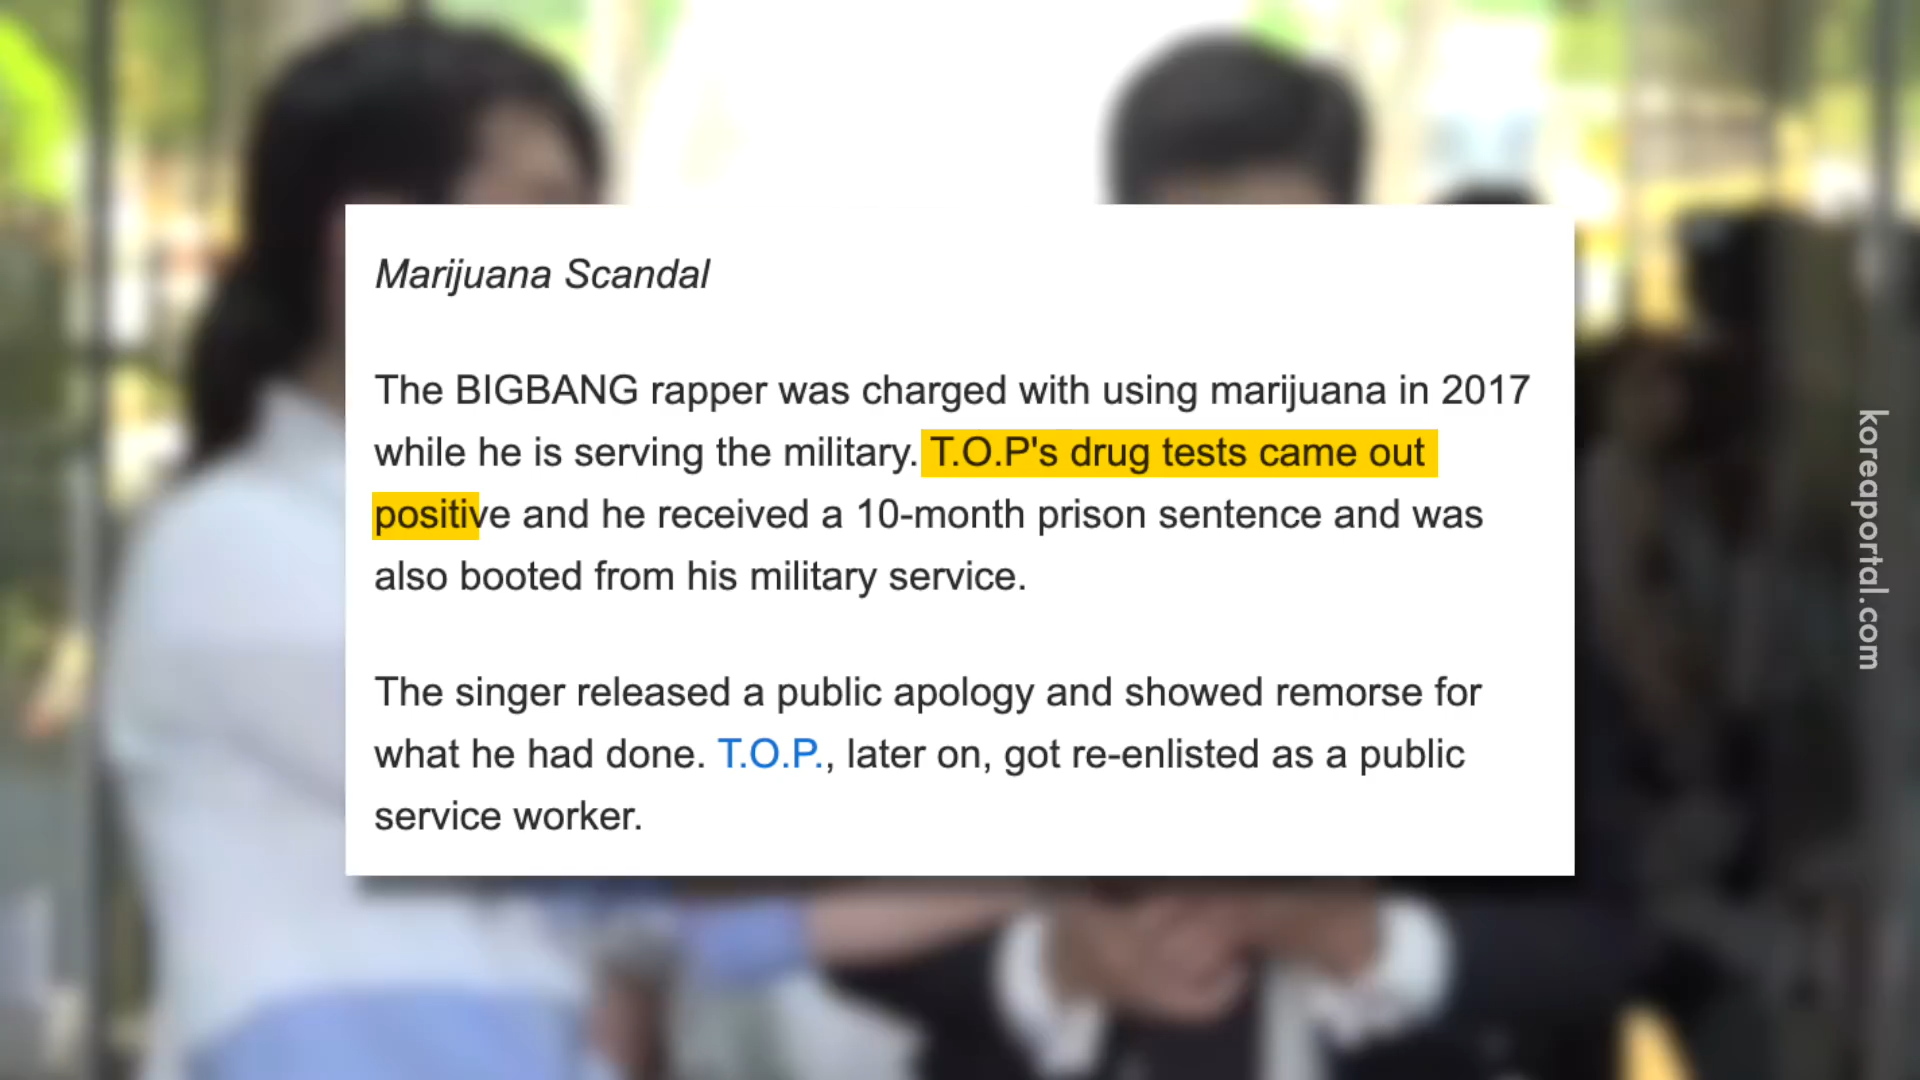 Marijuana Scandal
The BIGBANG rapper was charged with using marijuana in 2017
while he is serving the military. T.O.P's drug tests came out
positive and he received a 10-month prison sentence and was
also booted from his military service.
The singer released a public apology and showed remorse for
what he had done. T.O.P., later on, got re-enlisted as a public
service worker.
koreaportal.com